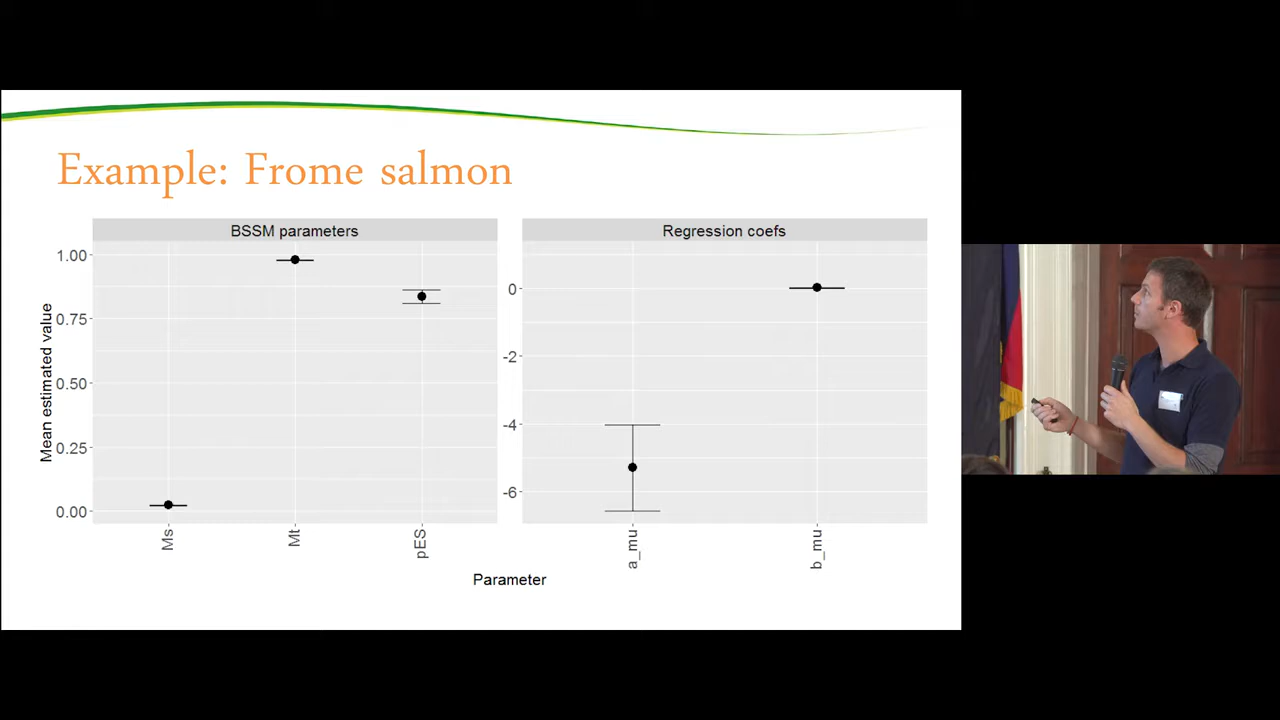 Example: Frome salmon
BSSM parameters
Regression coefs
Mean estimated value
1.00
0.75
0.50
0.25
0.00
0
-2
-4
-6
Ms
Mt
pES
a_mu
b_mu
Parameter